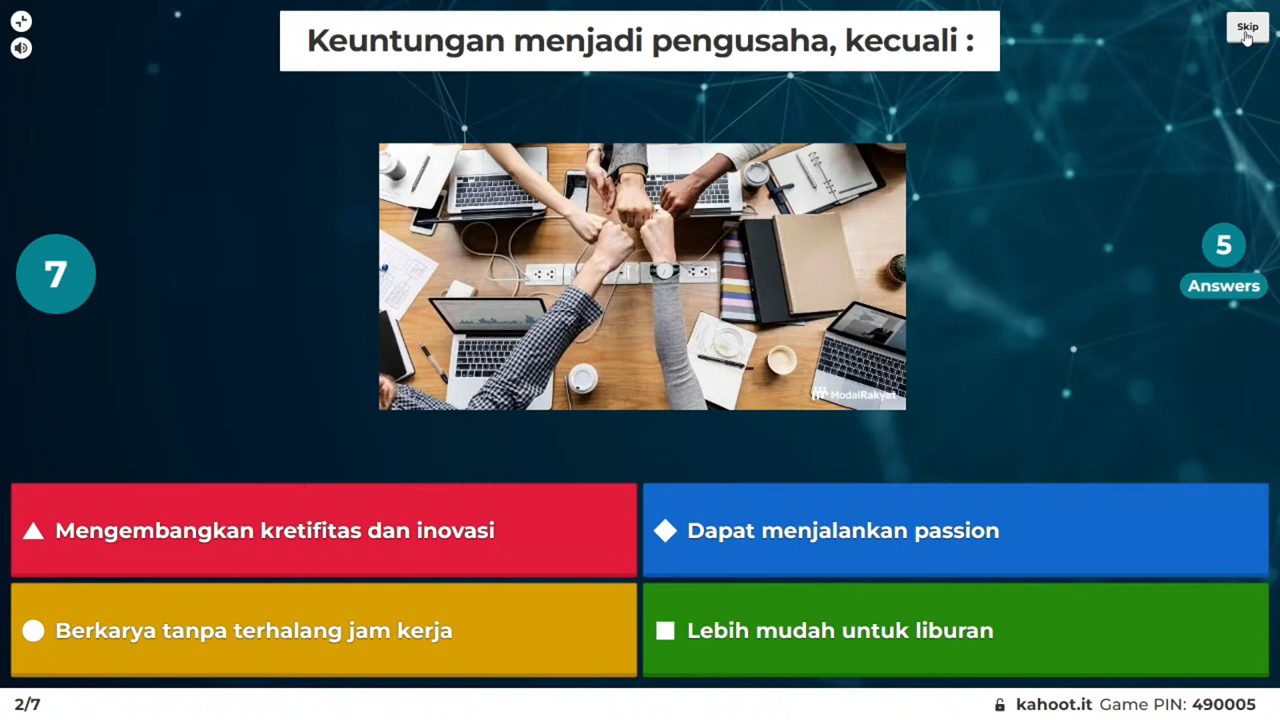 Keuntungan menjadi pengusaha, kecuali :
Skip
7
5
Answers
ModalRakyat
Mengembangkan kretifitas dan inovasi
Dapat menjalankan passion
Berkarya tanpa terhalang jam kerja
Lebih mudah untuk liburan
2/7
kahoot.it Game PIN: 490005